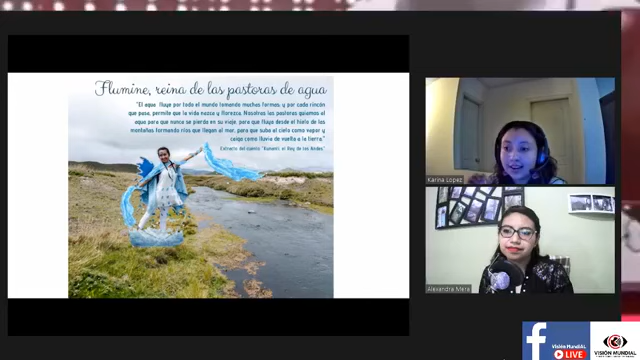 Flumine, reina de las pastoras de agua
"El agua fluye por todo el mundo tomando muchas formas, y por cada rincón
que pasa, permite que la vida nazca y florezca. Nosotras las pastoras guiamos el
agua para que nunca se pierda en su viaje, para que fluya desde el hielo de las
montañas formando ríos que llegan al mar, para que suba al cielo como vapor y
caiga como lluvia de vuelta a la tierra."
Extracto del cuento "Kunanti, el Rey de los Andes"
Karina Lopez
Alexandra Mera
f
Visión Mundial
LIVE
VISIÓN MUNDIAL